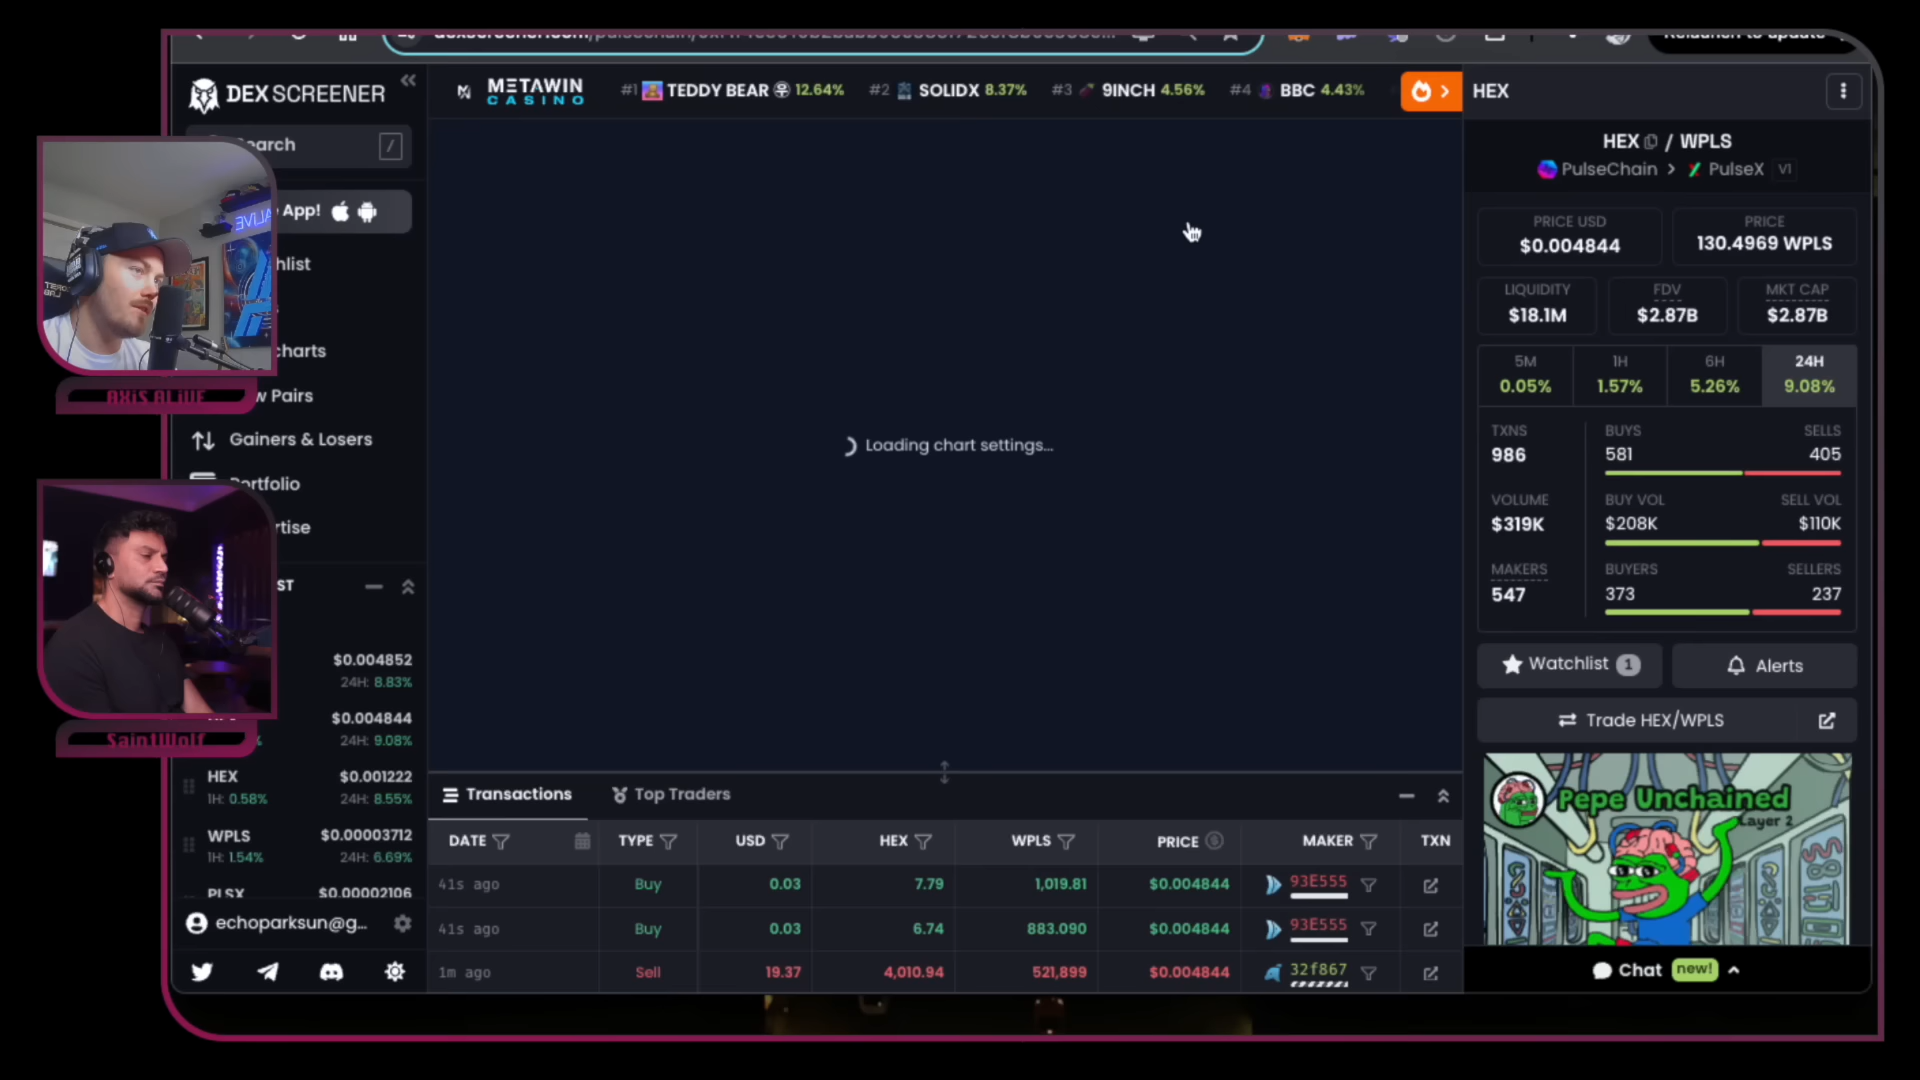 Relaunch to update
DEX SCREENER
METAWIN
CASINO
#1 TEDDY BEAR 12.64% #2 SOLIDX 8.37% #3 9INCH 4.56% #4 BBC 4.43%
HEX
/
App!
Gainers & Losers
AXiS ALiVE
SaintWolf
$0.004852
24H: 8.83%
$0.004844
24H: 9.08%
HEX $0.001222
1H: 0.58% 24H: 8.55%
WPLS $0.00003712
1H: 1.54% 24H: 6.69%
PLSX $0.00002106
echoparksun@g...
Loading chart settings...
Transactions Top Traders
DATE TYPE USD HEX WPLS PRICE MAKER TXN
41s ago Buy 0.03 7.79 1,019.81 $0.004844 93E555
41s ago Buy 0.03 6.74 883.090 $0.004844 93E555
1m ago Sell 19.37 4,010.94 521,899 $0.004844 32f867
HEX / WPLS
PulseChain > PulseX V1
PRICE USD PRICE
$0.004844 130.4969 WPLS
LIQUIDITY FDV MKT CAP
$18.1M $2.87B $2.87B
5M 1H 6H 24H
0.05% 1.57% 5.26% 9.08%
TXNS BUYS SELLS
986 581 405
VOLUME BUY VOL SELL VOL
$319K $208K $110K
MAKERS BUYERS SELLERS
547 373 237
Watchlist 1 Alerts
Trade HEX/WPLS
Pepe Unchained
Layer 2
Chat new!